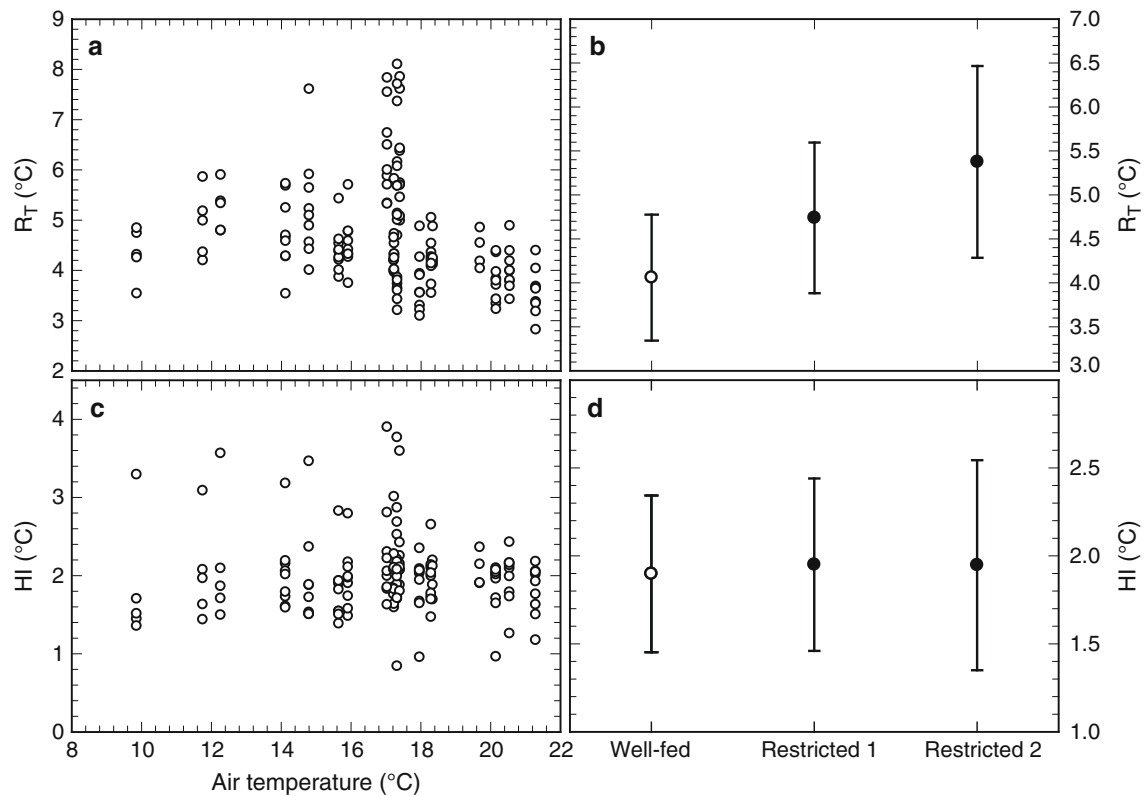 9
8
7
6
5
4
3
2
R_T (°C)
a
b
7.0
6.5
6.0
5.5
5.0
4.5
4.0
3.5
3.0
R_T (°C)
4
3
2
1
0
HI (°C)
c
d
2.5
2.0
1.5
1.0
HI (°C)
8 10 12 14 16 18 20 22
Air temperature (°C)
Well-fed Restricted 1 Restricted 2